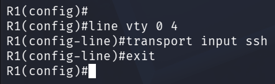 R1(config)#
R1(config)#line vty 0 4
R1(config-line)#transport input ssh
R1(config-line)#exit
R1(config)#